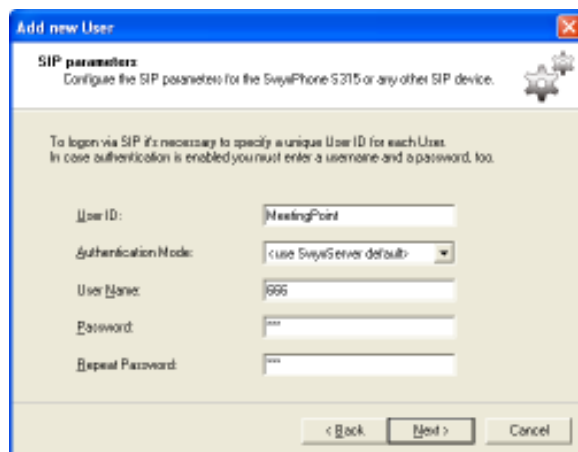 Add new User
SIP parameters
Configure the SIP parameters for the SwyxPhone S315 or any other SIP device.
To logon via SIP it's necessary to specify a unique User ID for each User.
In case authentication is enabled you must enter a username and a password, too.
User ID: MeetingPoint
Authentication Mode: <use SwyxServer default>
User Name: 666
Password: ***
Repeat Password: ***
< Back Next > Cancel